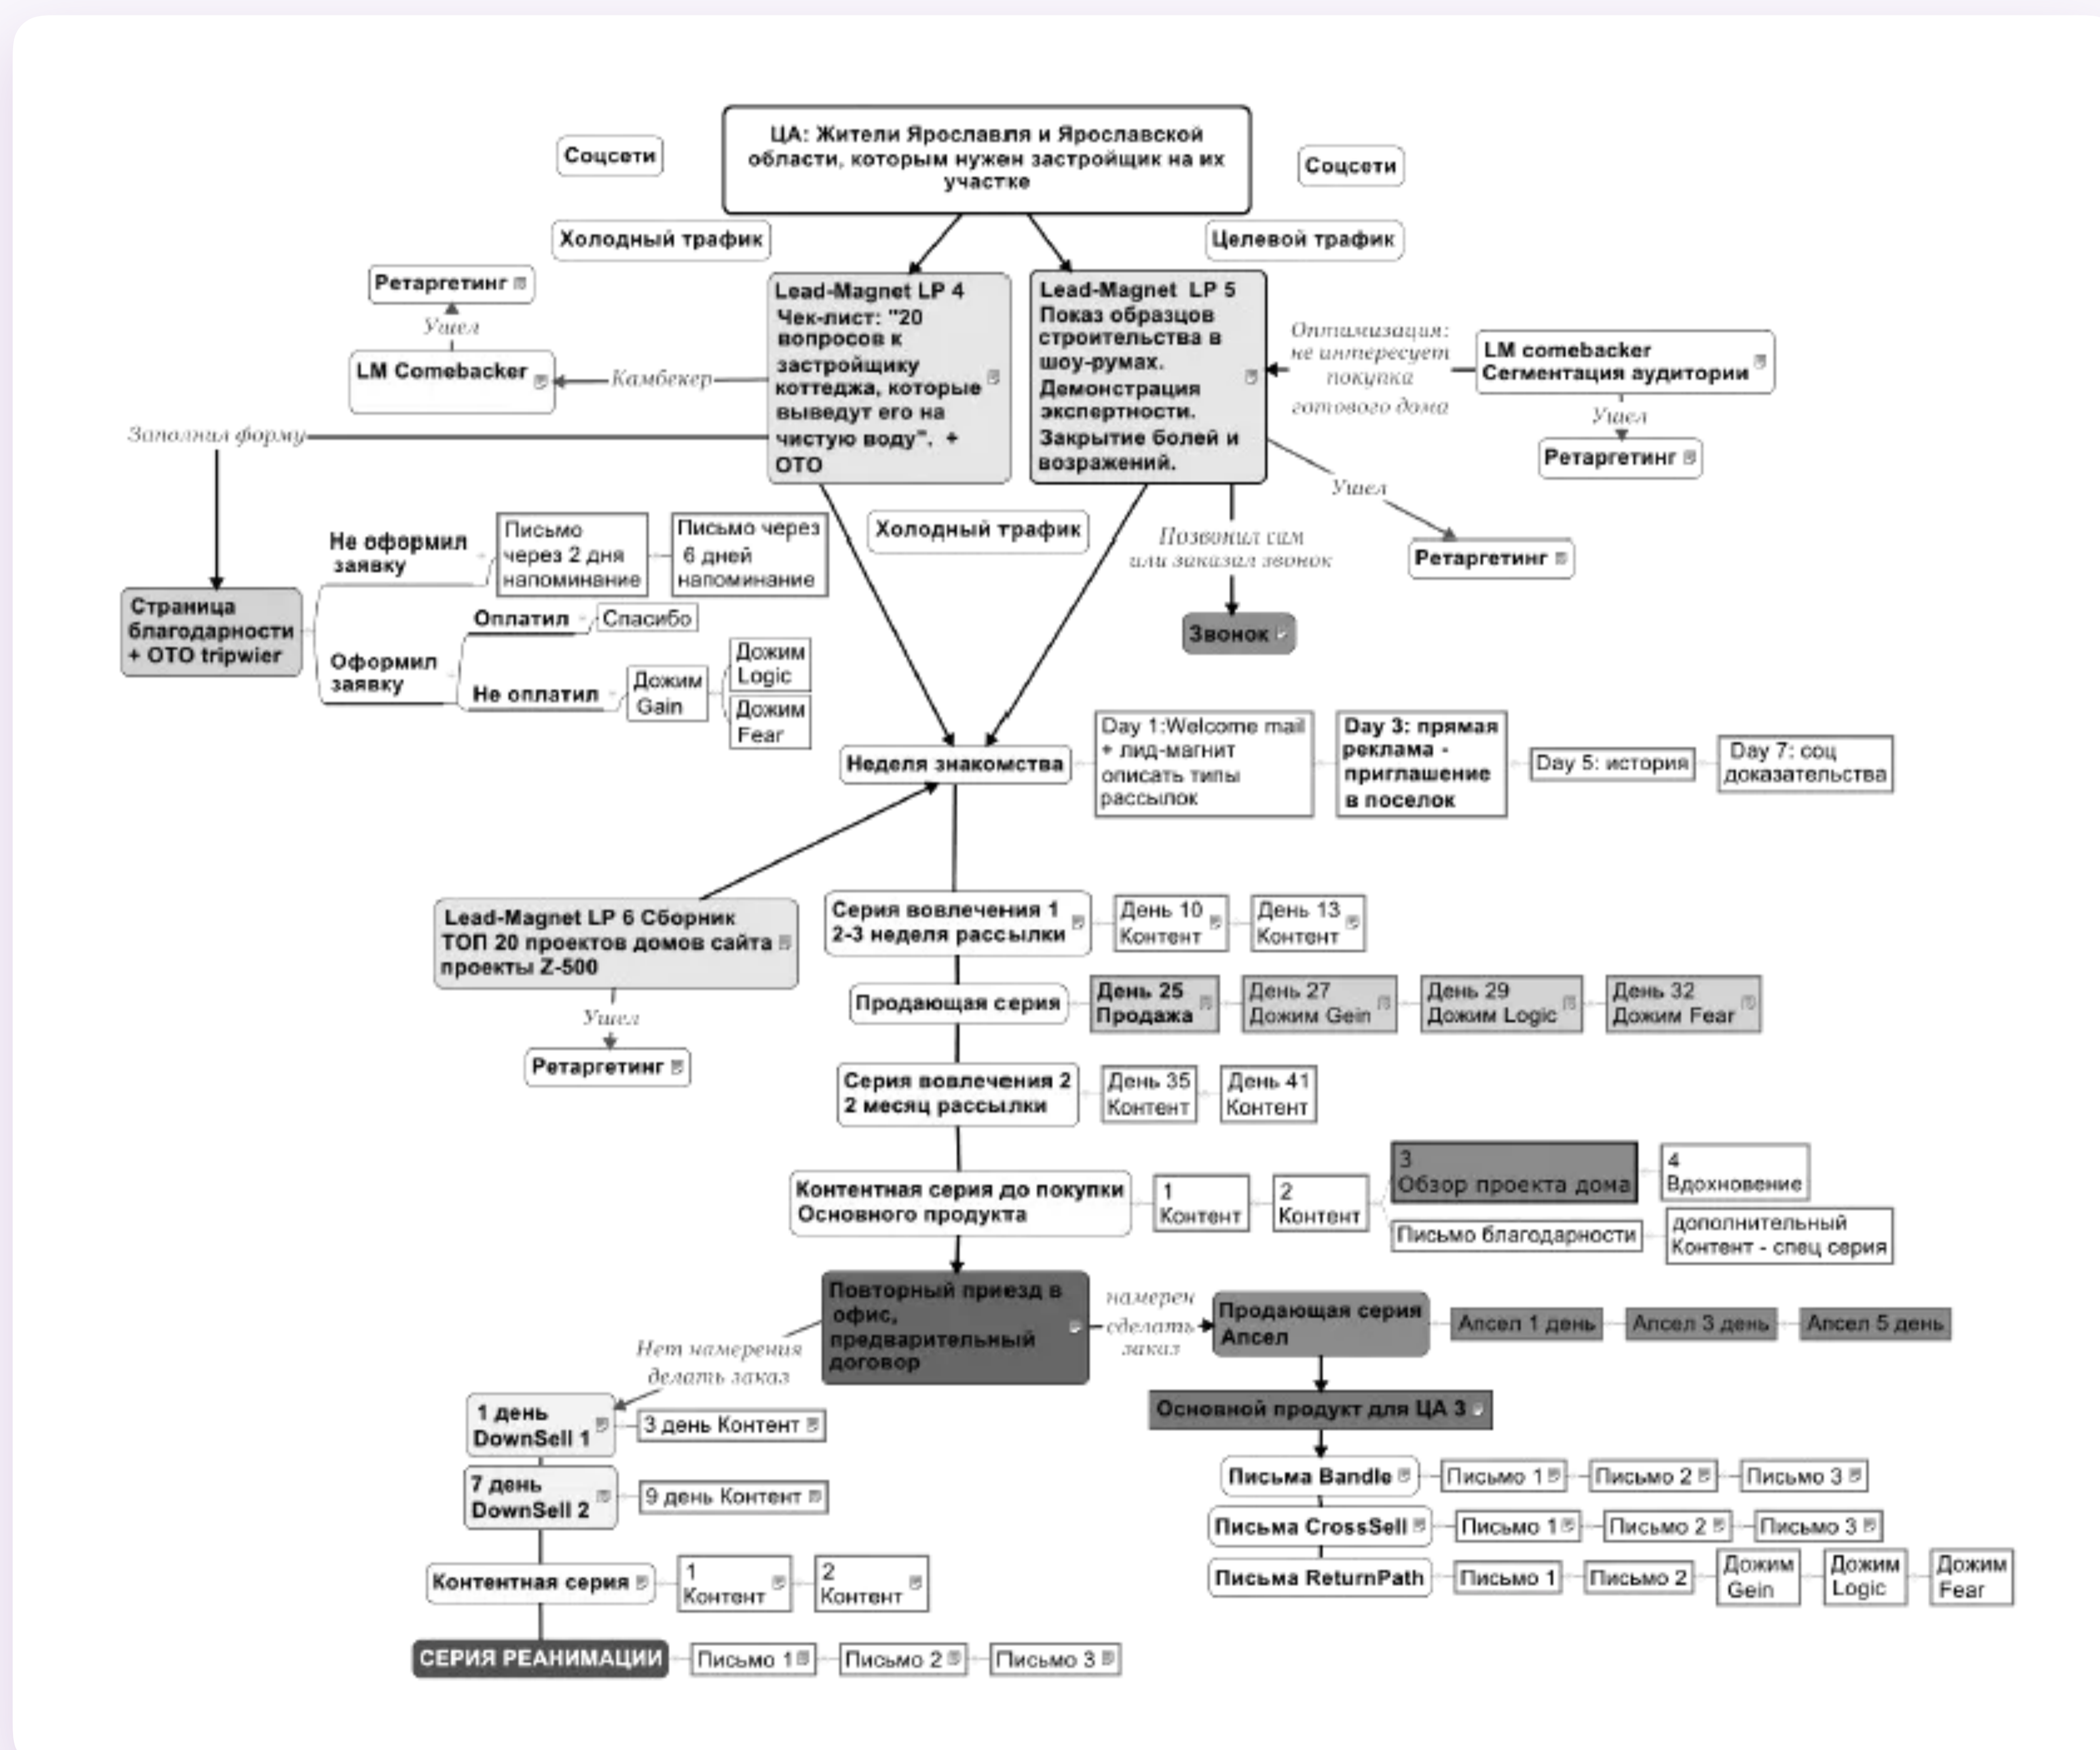 ЦА: Жители Ярославля и Ярославской
области, которым нужен застройщик на их
участке
Соцсети
Соцсети
Холодный трафик
Целевой трафик
Ретаргетинг
Ушел
LM Comebacker
Камбекер
Lead-Magnet LP 4
Чек-лист: "20
вопросов к
застройщику
коттеджа, которые
выведут его на
чистую воду". +
ОТО
Lead-Magnet LP 5
Показ образцов
строительства в
шоу-румах.
Демонстрация
экспертности.
Закрытие болей и
возражений.
Оптимизация:
не интересует
покупка
готового дома
LM comebacker
Сегментация аудитории
Ушел
Ретаргетинг
Заполнил форму
Ушел
Ретаргетинг
Холодный трафик
Позвонил сам
или заказал звонок
Звонок
Страница
благодарности
+ ОТО tripwier
Не оформил
заявку
Письмо
через 2 дня
напоминание
Письмо через
6 дней
напоминание
Оформил
заявку
Оплатил
Спасибо
Не оплатил
Дожим
Gain
Дожим
Logic
Дожим
Fear
Неделя знакомства
Day 1:Welcome mail
+ лид-магнит
описать типы
рассылок
Day 3: прямая
реклама -
приглашение
в поселок
Day 5: история
Day 7: соц
доказательства
Lead-Magnet LP 6 Сборник
ТОП 20 проектов домов сайта
проекты Z-500
Ушел
Ретаргетинг
Серия вовлечения 1
2-3 неделя рассылки
День 10
Контент
День 13
Контент
Продающая серия
День 25
Продажа
День 27
Дожим Gein
День 29
Дожим Logic
День 32
Дожим Fear
Серия вовлечения 2
2 месяц рассылки
День 35
Контент
День 41
Контент
Контентная серия до покупки
Основного продукта
1
Контент
2
Контент
3
Обзор проекта дома
4
Вдохновение
Письмо благодарности
дополнительный
Контент - спец серия
Повторный приезд в
офис,
предварительный
договор
намерен
сделать
заказ
Продающая серия
Апсел
Апсел 1 день
Апсел 3 день
Апсел 5 день
Нет намерения
делать заказ
Основной продукт для ЦА 3
1 день
DownSell 1
3 день Контент
7 день
DownSell 2
9 день Контент
Письма Bandle
Письмо 1
Письмо 2
Письмо 3
Письма CrossSell
Письмо 1
Письмо 2
Письмо 3
Письма ReturnPath
Письмо 1
Письмо 2
Дожим
Gein
Дожим
Logic
Дожим
Fear
Контентная серия
1
Контент
2
Контент
СЕРИЯ РЕАНИМАЦИИ
Письмо 1
Письмо 2
Письмо 3